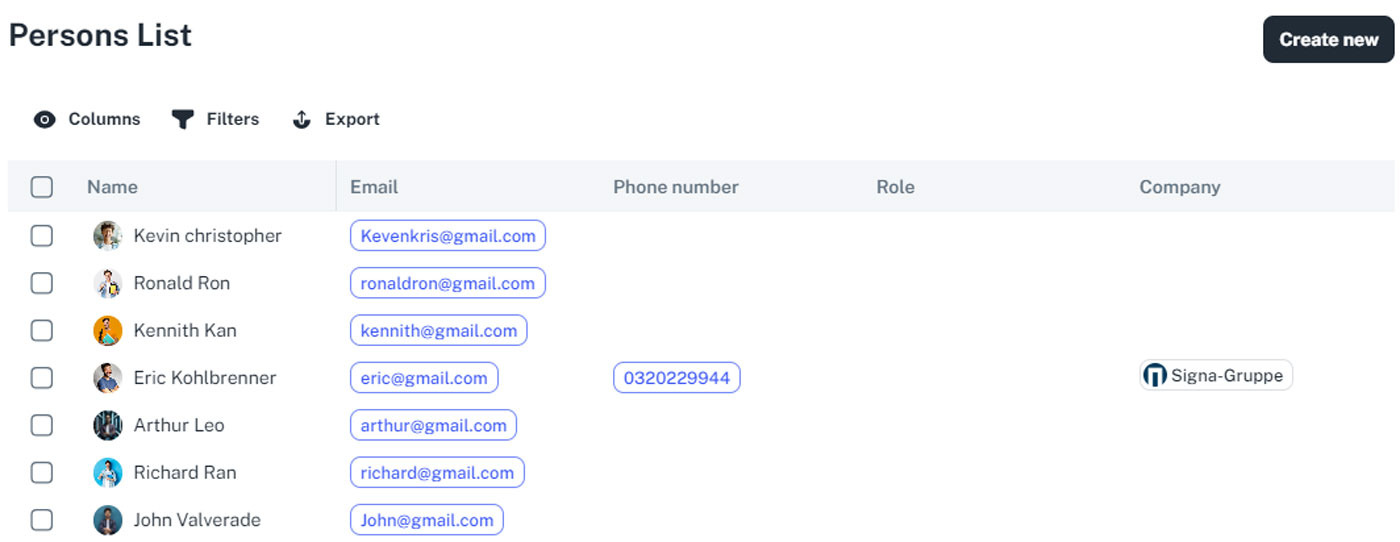 Persons List
Create new
Columns Filters Export
Name Email Phone number Role Company
Kevin christopher Kevenkris@gmail.com
Ronald Ron ronaldron@gmail.com
Kennith Kan kennith@gmail.com
Eric Kohlbrenner eric@gmail.com 0320229944 Signa-Gruppe
Arthur Leo arthur@gmail.com
Richard Ran richard@gmail.com
John Valverade John@gmail.com